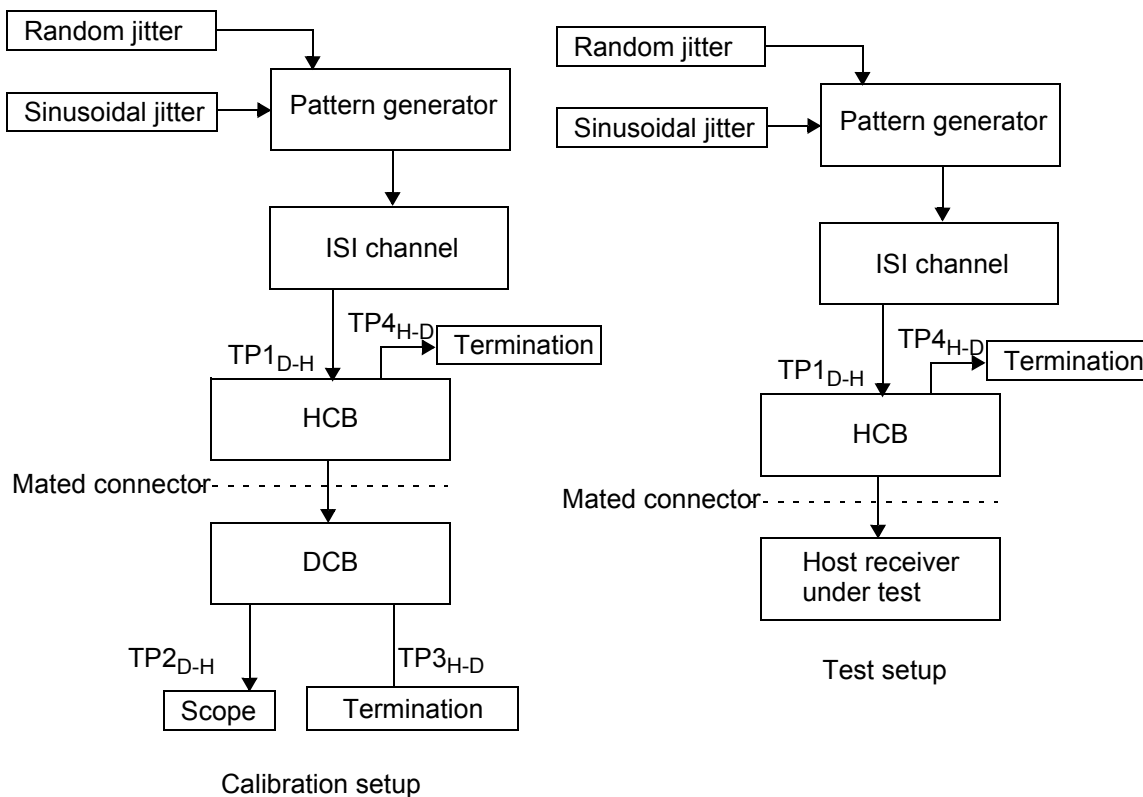 Random jitter
Sinusoidal jitter
Pattern generator
ISI channel
TP1D-H
TP4H-D
Termination
HCB
Mated connector
DCB
TP2D-H
TP3H-D
Scope
Termination
Calibration setup
Random jitter
Sinusoidal jitter
Pattern generator
ISI channel
TP1D-H
TP4H-D
Termination
HCB
Mated connector
Host receiver
under test
Test setup